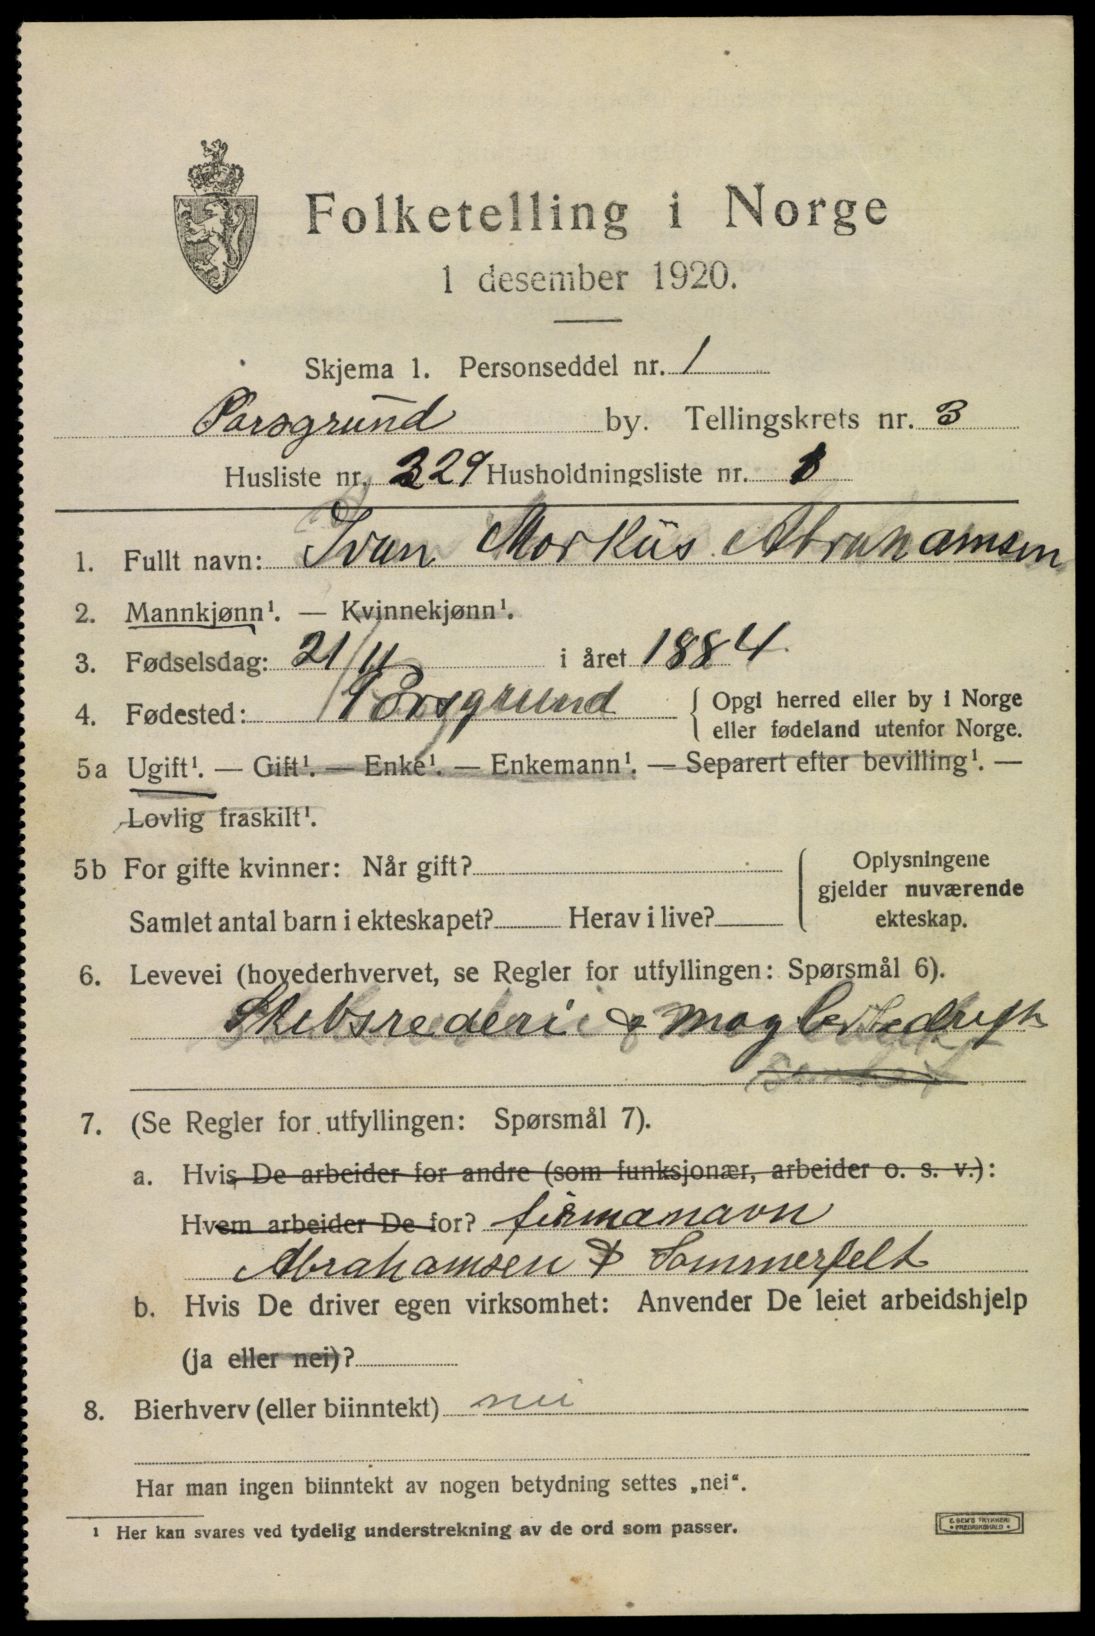 Folketelling i Norge
1 desember 1920.
Skjema 1. Personseddel nr. 1
Porsgrund by. Tellingskrets nr. 3
Husliste nr. 229 Husholdningsliste nr. 1
1. Fullt navn: Ivan Markus Abrahamsen
2. Mannkjønn¹. — Kvinnekjønn¹.
3. Fødselsdag: 21/11 i året 1884.
4. Fødested: Porsgrund { Opgi herred eller by i Norge
eller fødeland utenfor Norge.
5a Ugift¹. — Gift¹. — Enke¹. — Enkemann¹. — Separert efter bevilling¹. —
Lovlig fraskilt¹.
5b For gifte kvinner: Når gift? { Oplysningene
gjelder nuværende
Samlet antal barn i ekteskapet? Herav i live? ekteskap.
6. Levevei (hovederhvervet, se Regler for utfyllingen: Spørsmål 6).
Skibsrederi &
7. (Se Regler for utfyllingen: Spørsmål 7).
a. Hvis De arbeider for andre (som funksjonær, arbeider o. s. v.):
Hvem arbeider De for? firmanavn
Abrahamsen & Sommerfelt
b. Hvis De driver egen virksomhet: Anvender De leiet arbeidshjelp
(ja eller nei)?
8. Bierhverv (eller biinntekt) nei
Har man ingen biinntekt av nogen betydning settes „nei“.
¹ Her kan svares ved tydelig understrekning av de ord som passer.